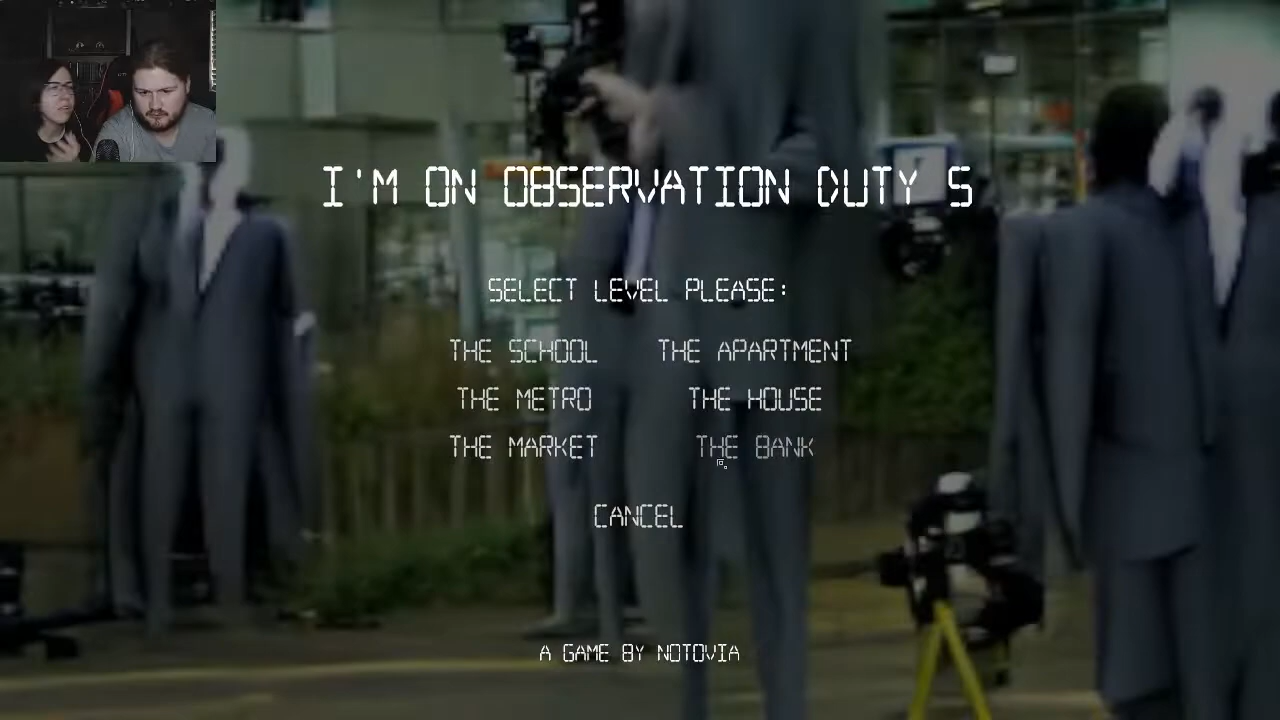 I'M ON OBSERVATION DUTY 5
SELECT LEVEL PLEASE:
THE SCHOOL THE APARTMENT
THE METRO THE HOUSE
THE MARKET THE BANK
CANCEL
A GAME BY NOTOVIA